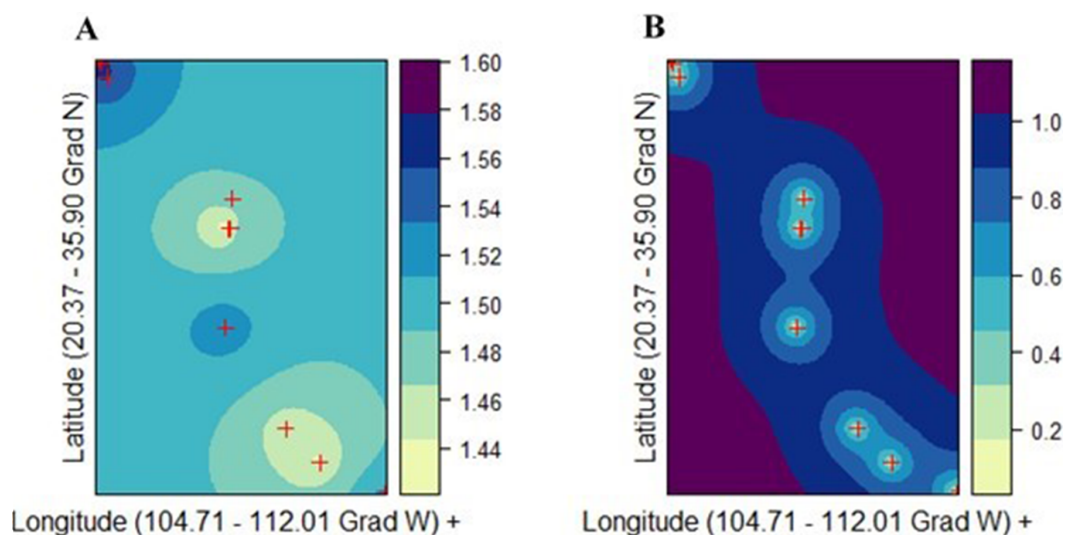 A
Latitude (20.37 - 35.90 Grad N)
1.60
1.58
1.56
1.54
1.52
1.50
1.48
1.46
1.44
Longitude (104.71 - 112.01 Grad W) +
B
Latitude (20.37 - 35.90 Grad N)
1.0
0.8
0.6
0.4
0.2
Longitude (104.71 - 112.01 Grad W) +